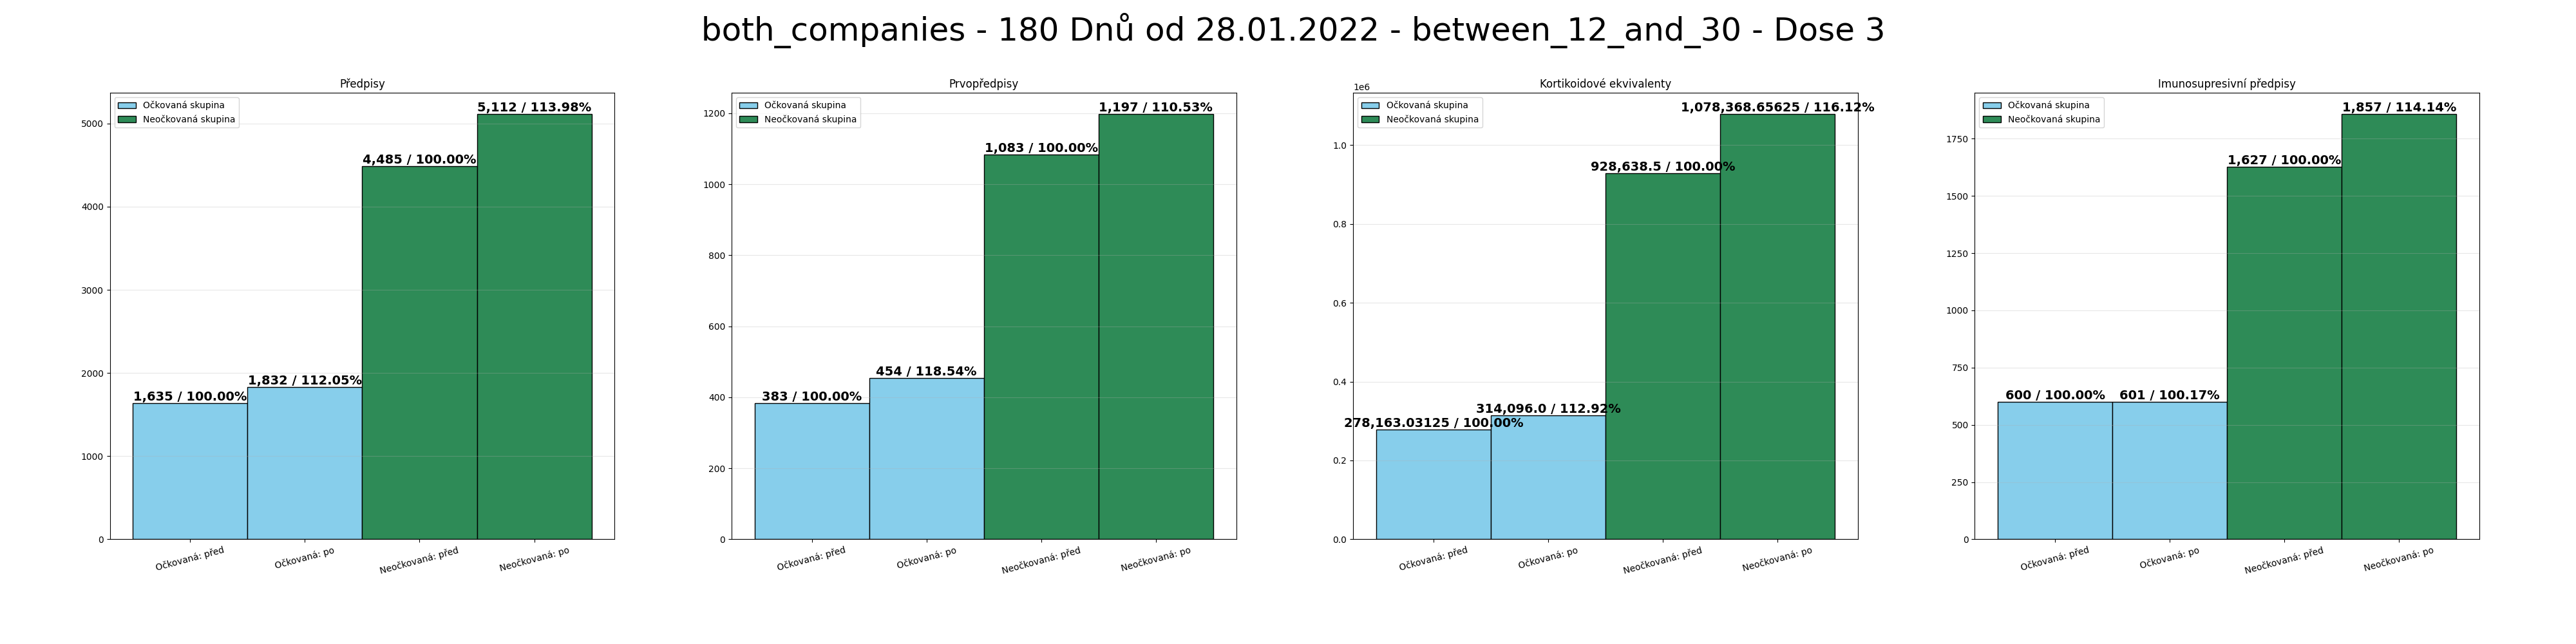 both_companies - 180 Dnů od 28.01.2022 - between_12_and_30 - Dose 3
Předpisy
Očkovaná skupina
Neočkovaná skupina
5,112 / 113.98%
4,485 / 100.00%
1,832 / 112.05%
1,635 / 100.00%
5000
4000
3000
2000
1000
0
Očkovaná: před
Očkovaná: po
Neočkovaná: před
Neočkovaná: po
Prvopředpisy
Očkovaná skupina
Neočkovaná skupina
1,197 / 110.53%
1,083 / 100.00%
454 / 118.54%
383 / 100.00%
1200
1000
800
600
400
200
0
Očkovaná: před
Očkovaná: po
Neočkovaná: před
Neočkovaná: po
Kortikoidové ekvivalenty
1e6
Očkovaná skupina
Neočkovaná skupina
1,078,368.65625 / 116.12%
928,638.5 / 100.00%
314,096.0 / 112.92%
278,163.03125 / 100.00%
1.0
0.8
0.6
0.4
0.2
0.0
Očkovaná: před
Očkovaná: po
Neočkovaná: před
Neočkovaná: po
Imunosupresivní předpisy
Očkovaná skupina
Neočkovaná skupina
1,857 / 114.14%
1,627 / 100.00%
600 / 100.00%
601 / 100.17%
1750
1500
1250
1000
750
500
250
0
Očkovaná: před
Očkovaná: po
Neočkovaná: před
Neočkovaná: po